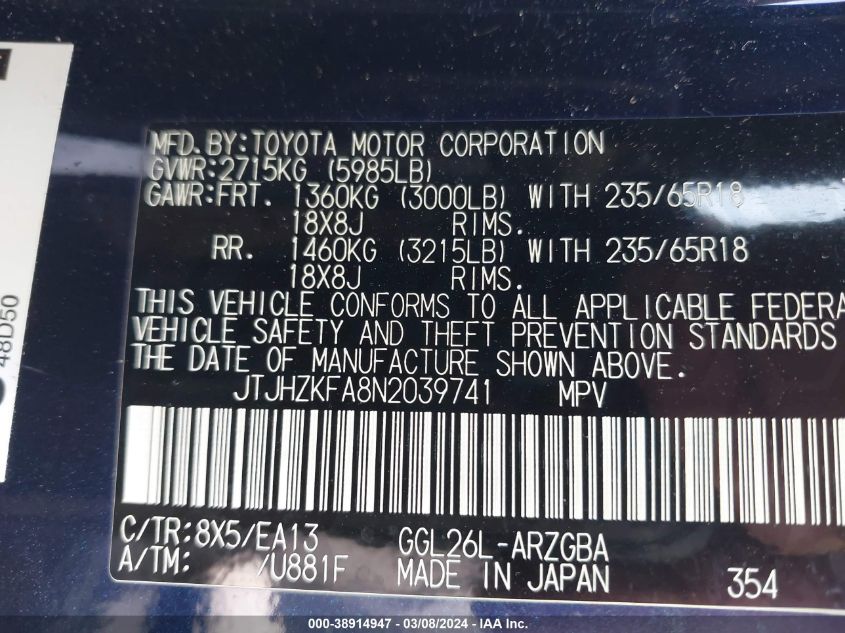 MFD.BY:TOYOTA MOTOR CORPORATION
GVWR:2715KG (5985LB)
GAWR:FRT. 1360KG (3000LB) WITH 235/65R18
18X8J RIMS.
RR. 1460KG (3215LB) WITH 235/65R18
18X8J RIMS.
THIS VEHICLE CONFORMS TO ALL APPLICABLE FEDERA
VEHICLE SAFETY AND THEFT PREVENTION STANDARDS
THE DATE OF MANUFACTURE SHOWN ABOVE.
JTJHZKFA8N2039741 MPV
C/TR:8X5/EA13 GGL26L-ARZGBA
A/TM: /U881F MADE IN JAPAN 354
48D50
000-38914947 - 03/08/2024 - IAAI Inc.